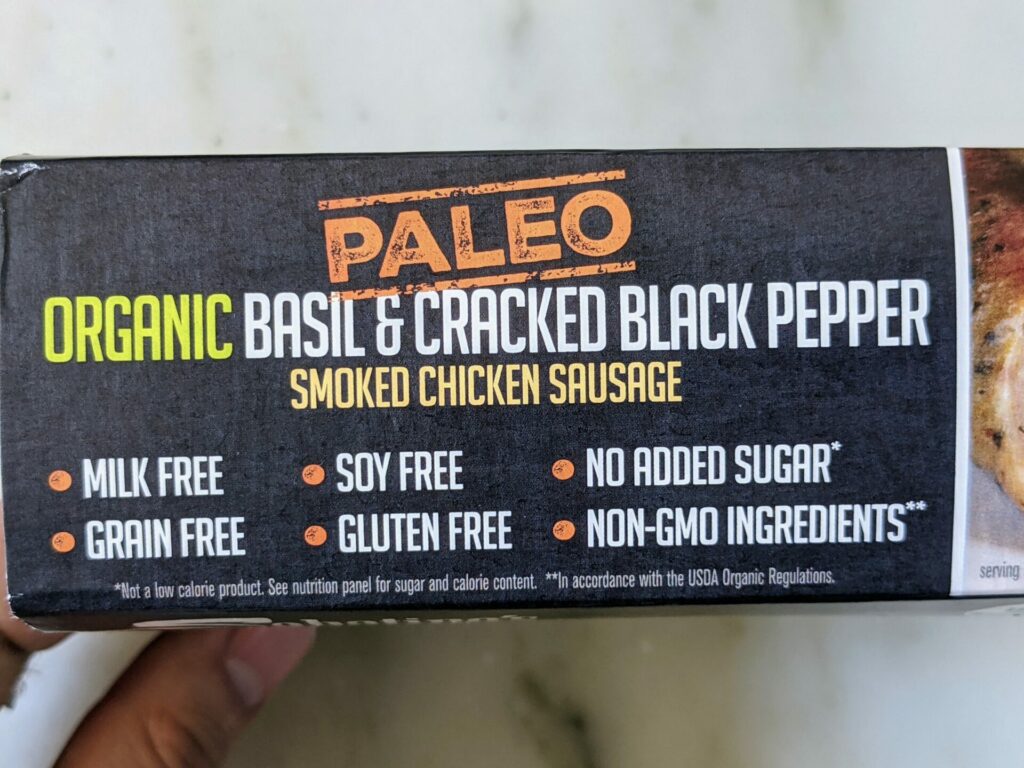 PALEO
ORGANIC BASIL & CRACKED BLACK PEPPER
SMOKED CHICKEN SAUSAGE
MILK FREE SOY FREE NO ADDED SUGAR*
GRAIN FREE GLUTEN FREE NON-GMO INGREDIENTS**
*Not a low calorie product. See nutrition panel for sugar and calorie content. **In accordance with the USDA Organic Regulations.
serving